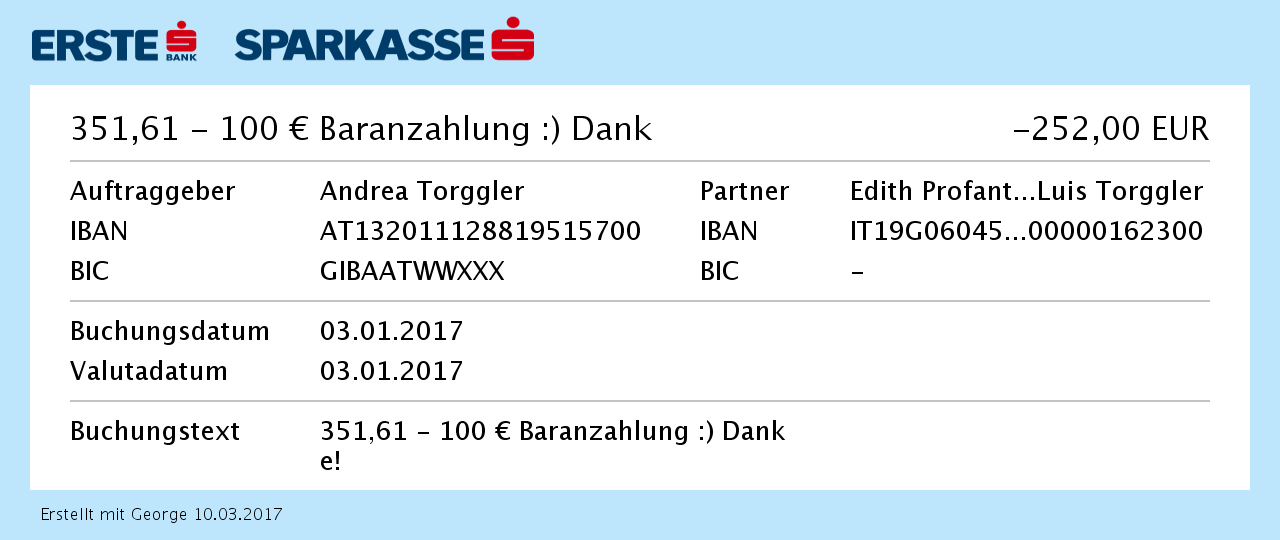 ERSTE BANK SPARKASSE
351,61 - 100 € Baranzahlung :) Dank -252,00 EUR
Auftraggeber Andrea Torggler Partner Edith Profant...Luis Torggler
IBAN AT132011128819515700 IBAN IT19G06045...00000162300
BIC GIBAATWWXXX BIC -
Buchungsdatum 03.01.2017
Valutadatum 03.01.2017
Buchungstext 351,61 - 100 € Baranzahlung :) Dank
e!
Erstellt mit George 10.03.2017